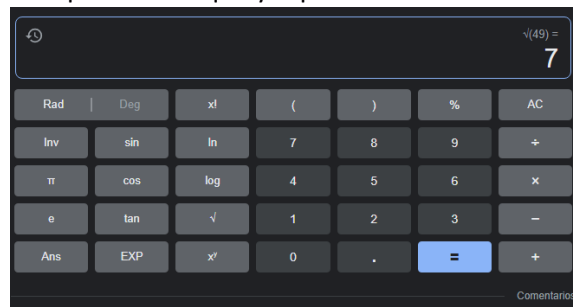 √(49) =
7
Rad | Deg x! ( ) % AC
Inv sin ln 7 8 9 ÷
π cos log 4 5 6 ×
e tan √ 1 2 3 −
Ans EXP xʸ 0 . = +
Comentarios